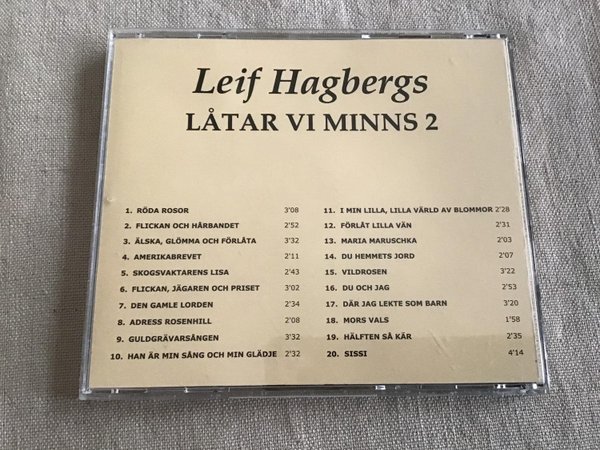 Leif Hagbergs
LÅTAR VI MINNS 2
1. RÖDA ROSOR 3'08
2. FLICKAN OCH HÅRBANDET 2'52
3. ÄLSKA, GLÖMMA OCH FÖRLÅTA 3'32
4. AMERIKABREVET 2'11
5. SKOGSVAKTARENS LISA 2'43
6. FLICKAN, JÄGAREN OCH PRISET 3'02
7. DEN GAMLE LORDEN 2'34
8. ADRESS ROSENHILL 2'08
9. GULDGRÄVARSÅNGEN 3'32
10. HAN ÄR MIN SÅNG OCH MIN GLÄDJE 2'32
11. I MIN LILLA, LILLA VÄRLD AV BLOMMOR 2'28
12. FÖRLÅT LILLA VÄN 2'31
13. MARIA MARUSCHKA 2'03
14. DU HEMMETS JORD 2'07
15. VILDROSEN 3'22
16. DU OCH JAG 2'53
17. DÄR JAG LEKTE SOM BARN 3'20
18. MORS VALS 1'58
19. HÄLFTEN SÅ KÄR 2'35
20. SISSI 4'14